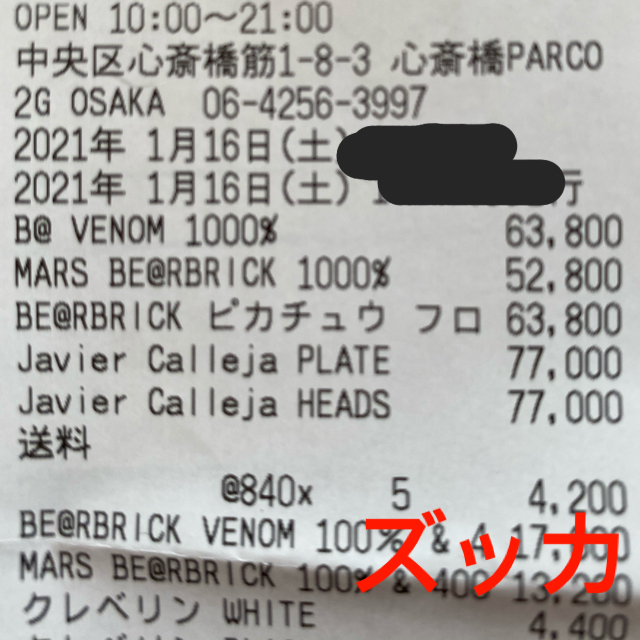 OPEN 10:00～21:00
中央区心斎橋筋1-8-3 心斎橋PARCO
2G OSAKA 06-4256-3997
2021年 1月16日(土)
2021年 1月16日(土) 行
B@ VENOM 1000% 63,800
MARS BE@RBRICK 1000% 52,800
BE@RBRICK ピカチュウ フロ 63,800
Javier Calleja PLATE 77,000
Javier Calleja HEADS 77,000
送料
@840x 5 4,200
BE@RBRICK VENOM 100% & 4
ズッカ
MARS BE@RBRICK 100% & 400 13,200
クレベリン WHITE 4,400